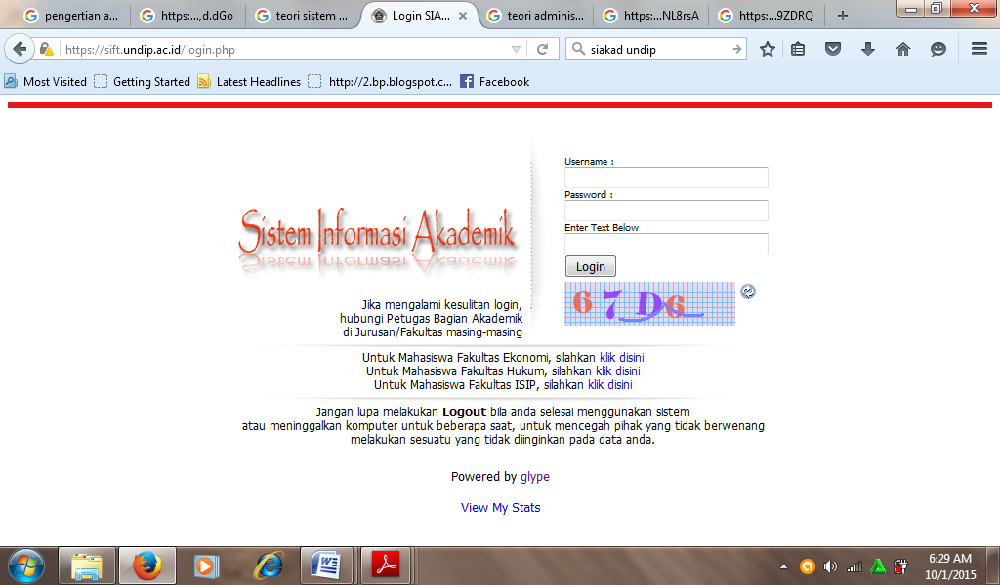 pengertian a...
https:...,d.dGo
teori sistem ...
Login SIA...
teori adminis...
https:...NL8rsA
https:...9ZDRQ
https://sift.undip.ac.id/login.php
siakad undip
Most Visited
Getting Started
Latest Headlines
http://2.bp.blogspot.c...
Facebook
Username :
Password :
Enter Text Below
Login
67D6
Sistem Informasi Akademik
Jika mengalami kesulitan login,
hubungi Petugas Bagian Akademik
di Jurusan/Fakultas masing-masing
Untuk Mahasiswa Fakultas Ekonomi, silahkan klik disini
Untuk Mahasiswa Fakultas Hukum, silahkan klik disini
Untuk Mahasiswa Fakultas ISIP, silahkan klik disini
Jangan lupa melakukan Logout bila anda selesai menggunakan sistem
atau meninggalkan komputer untuk beberapa saat, untuk mencegah pihak yang tidak berwenang
melakukan sesuatu yang tidak diinginkan pada data anda.
Powered by glype
View My Stats
6:29 AM
10/1/2015